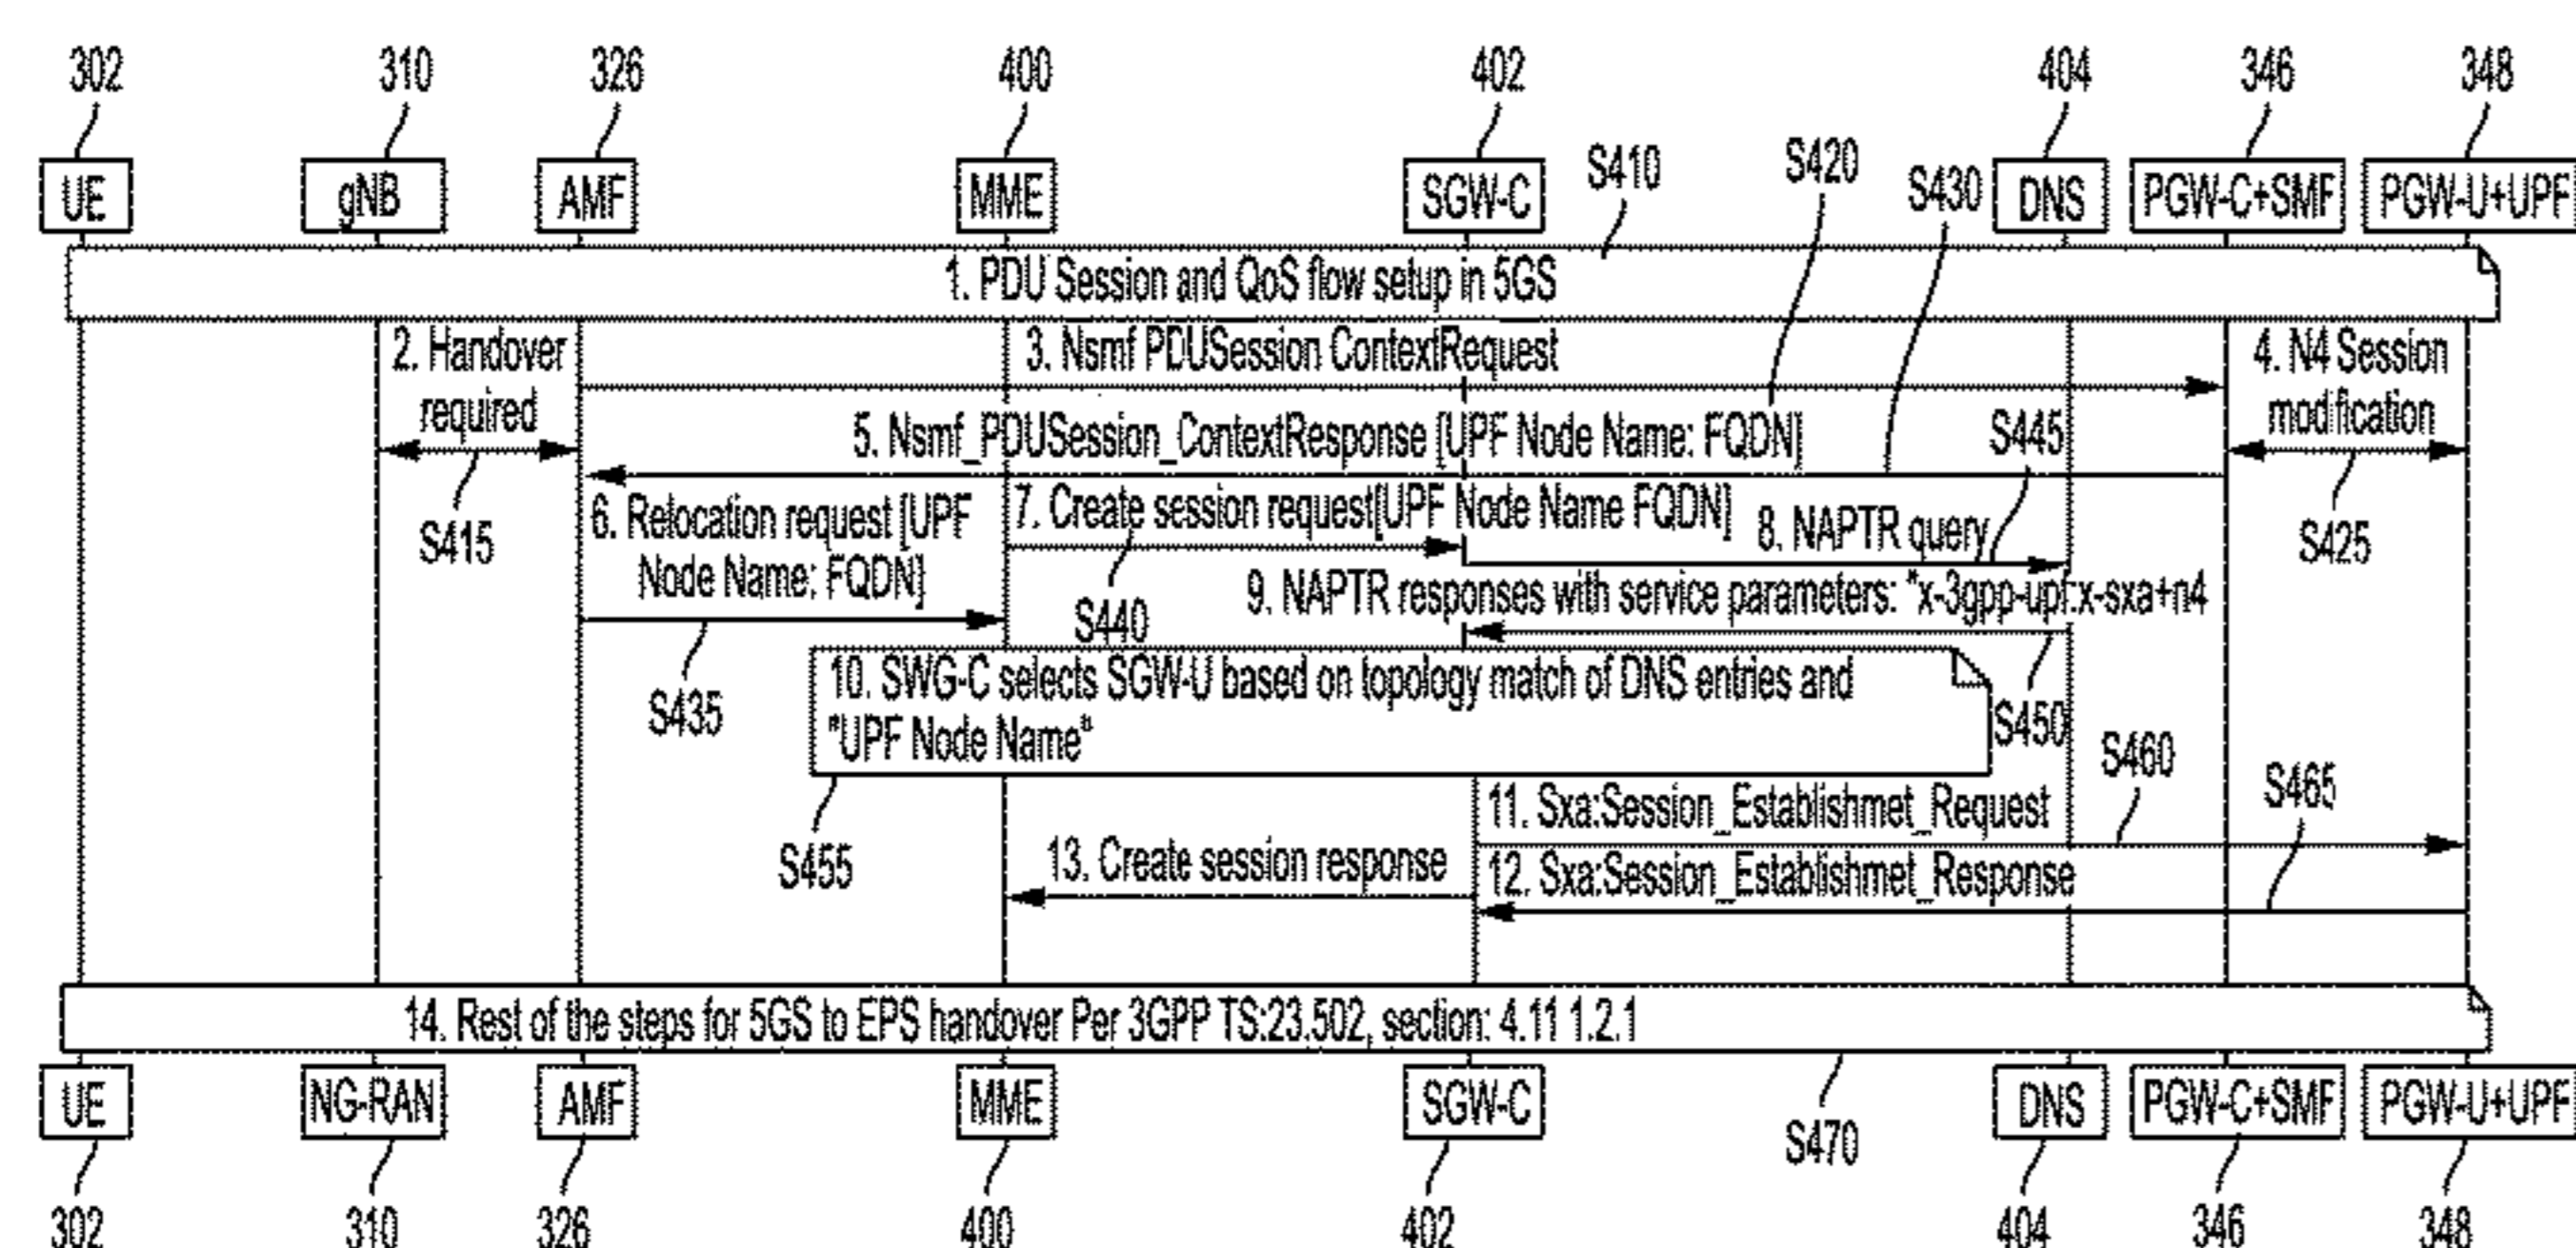 302 310 326 400 402 404 346 348
S410 S420 S430
UE gNB AMF MME SGW-C DNS PGW-C+SMF PGW-U+UPF
1. PDU Session and QoS flow setup in 5GS
2. Handover
required
S415
3. Nsmf PDUSession ContextRequest
4. N4 Session
modification
S425
5. Nsmf_PDUSession_ContextResponse [UPF Node Name: FQDN]
S445
6. Relocation request [UPF
Node Name: FQDN]
S435
7. Create session request[UPF Node Name FQDN]
S440
8. NAPTR query
9. NAPTR responses with service parameters: "x-3gpp-upf:x-sxa+n4
S450
10. SWG-C selects SGW-U based on topology match of DNS entries and
"UPF Node Name"
S455
S460
S465
11. Sxa:Session_Establishmet_Request
13. Create session response
12. Sxa:Session_Establishmet_Response
14. Rest of the steps for 5GS to EPS handover Per 3GPP TS:23.502, section: 4.11 1.2.1
UE NG-RAN AMF MME SGW-C DNS PGW-C+SMF PGW-U+UPF
S470
302 310 326 400 402 404 346 348